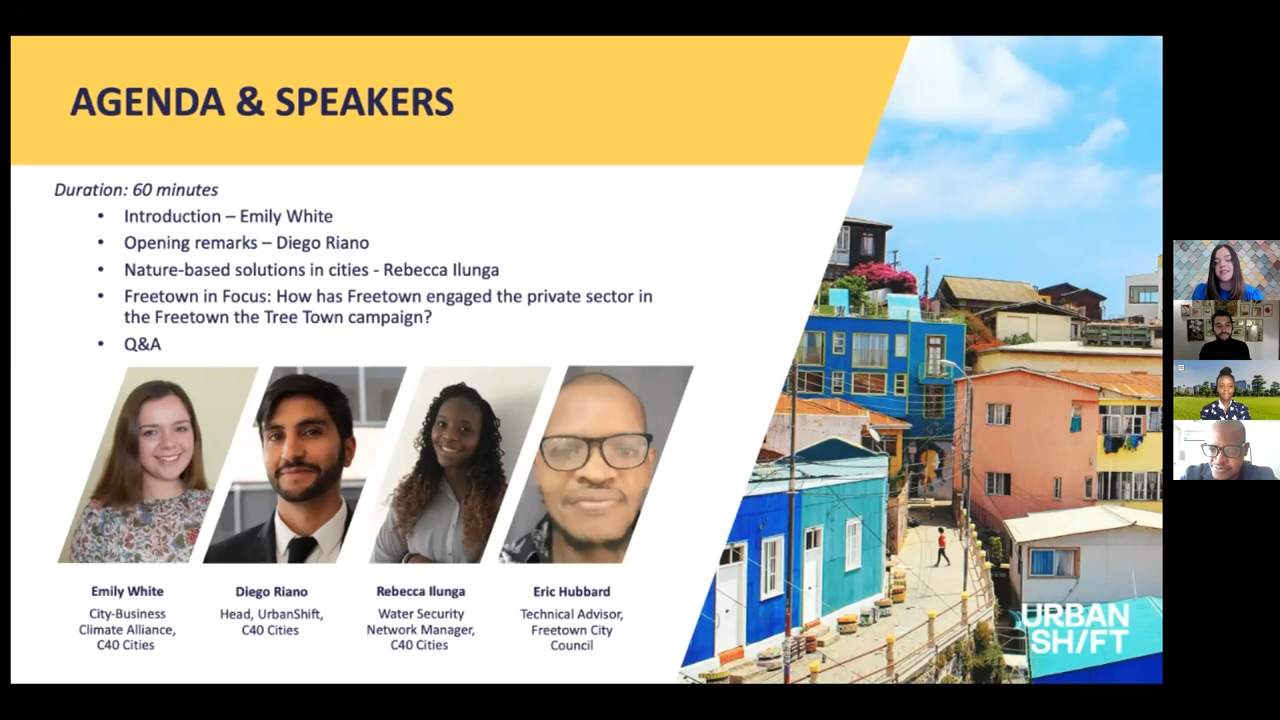 AGENDA & SPEAKERS
Duration: 60 minutes
• Introduction – Emily White
• Opening remarks – Diego Riano
• Nature-based solutions in cities - Rebecca Ilunga
• Freetown in Focus: How has Freetown engaged the private sector in
the Freetown the Tree Town campaign?
• Q&A
Emily White
City-Business
Climate Alliance,
C40 Cities
Diego Riano
Head, UrbanShift,
C40 Cities
Rebecca Ilunga
Water Security
Network Manager,
C40 Cities
Eric Hubbard
Technical Advisor,
Freetown City
Council
URBAN
SH/FT